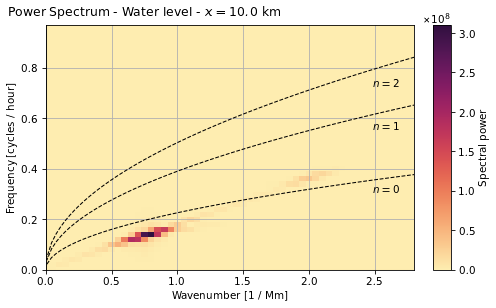 Power Spectrum - Water level - x = 10.0 km
×10⁸
Frequency [cycles / hour]
0.8
0.6
0.4
0.2
0.0
n = 2
n = 1
n = 0
0.0 0.5 1.0 1.5 2.0 2.5
Wavenumber [1 / Mm]
3.0
2.5
2.0
1.5
1.0
0.5
0.0
Spectral power